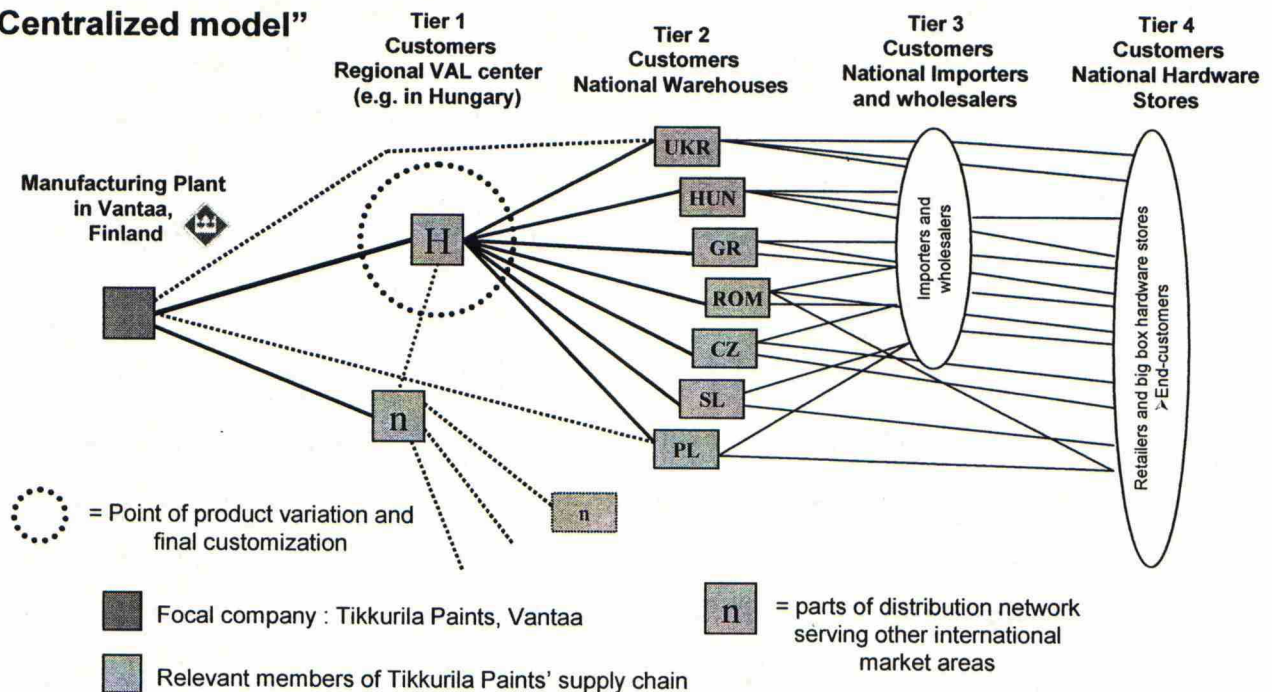 Centralized model”
Tier 1
Customers
Regional VAL center
(e.g. in Hungary)
Tier 2
Customers
National Warehouses
Tier 3
Customers
National Importers
and wholesalers
Tier 4
Customers
National Hardware
Stores
Manufacturing Plant
in Vantaa,
Finland
H
n
UKR
HUN
GR
ROM
CZ
SL
PL
n
Importers and
wholesalers
Retailers and big box hardware stores
➢End-customers
= Point of product variation and
final customization
Focal company : Tikkurila Paints, Vantaa
Relevant members of Tikkurila Paints' supply chain
n
= parts of distribution network
serving other international
market areas